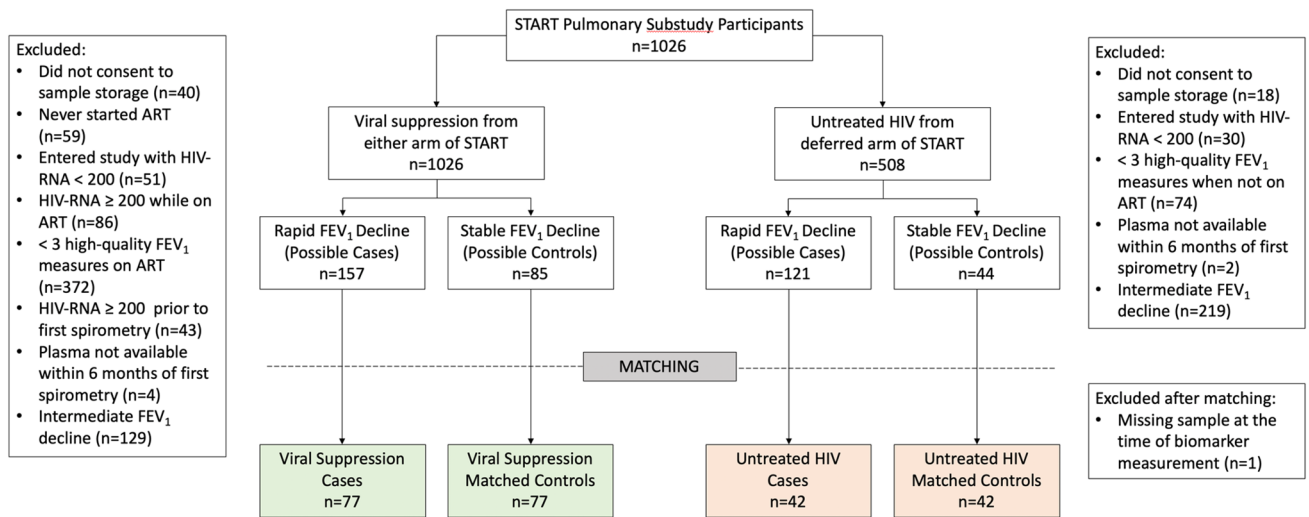 START Pulmonary Substudy Participants
n=1026
Excluded:
• Did not consent to
sample storage (n=40)
• Never started ART
(n=59)
• Entered study with HIV-
RNA < 200 (n=51)
• HIV-RNA ≥ 200 while on
ART (n=86)
• < 3 high-quality FEV₁
measures on ART
(n=372)
• HIV-RNA ≥ 200 prior to
first spirometry (n=43)
• Plasma not available
within 6 months of first
spirometry (n=4)
• Intermediate FEV₁
decline (n=129)
Viral suppression from
either arm of START
n=1026
Untreated HIV from
deferred arm of START
n=508
Excluded:
• Did not consent to
sample storage (n=18)
• Entered study with HIV-
RNA < 200 (n=30)
• < 3 high-quality FEV₁
measures when not on
ART (n=74)
• Plasma not available
within 6 months of first
spirometry (n=2)
• Intermediate FEV₁
decline (n=219)
Rapid FEV₁ Decline
(Possible Cases)
n=157
Stable FEV₁ Decline
(Possible Controls)
n=85
Rapid FEV₁ Decline
(Possible Cases)
n=121
Stable FEV₁ Decline
(Possible Controls)
n=44
MATCHING
Excluded after matching:
• Missing sample at the
time of biomarker
measurement (n=1)
Viral Suppression
Cases
n=77
Viral Suppression
Matched Controls
n=77
Untreated HIV
Cases
n=42
Untreated HIV
Matched Controls
n=42